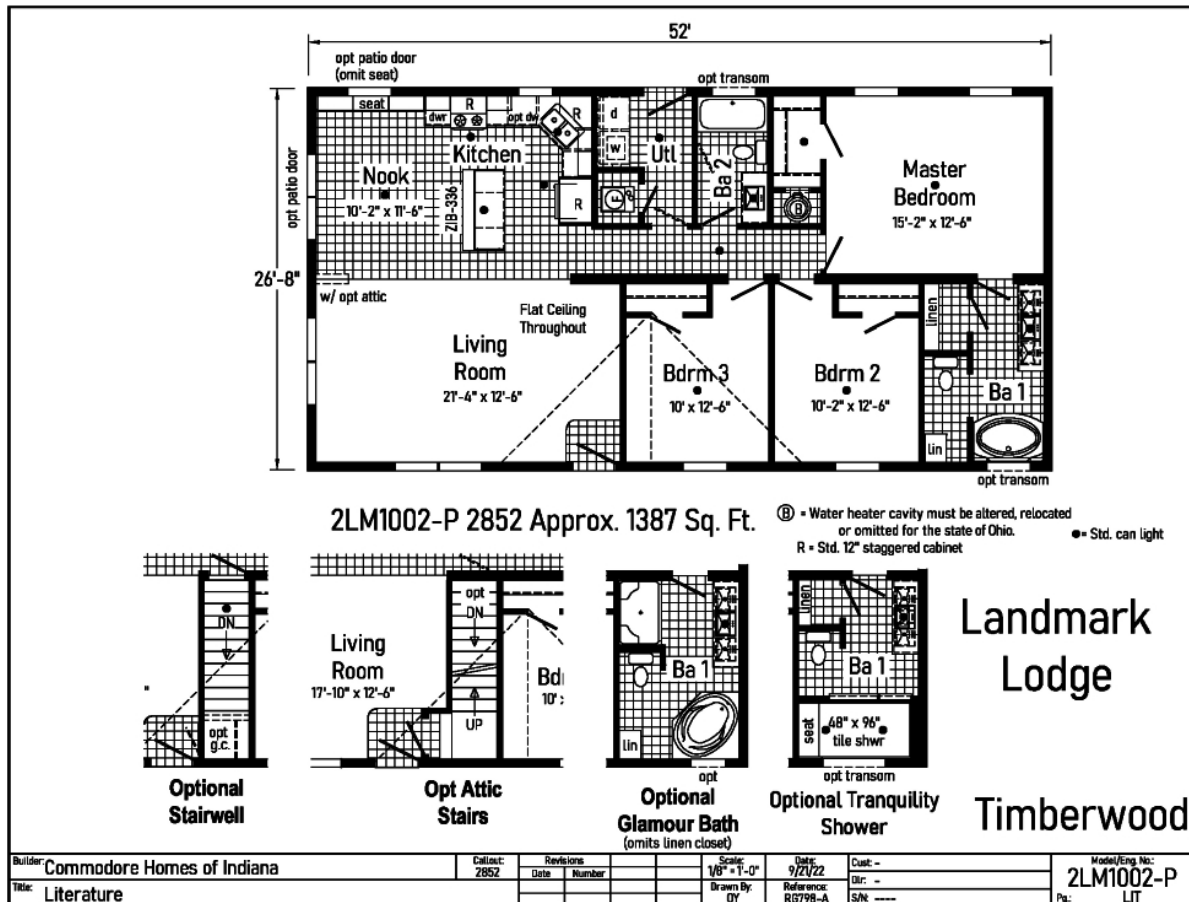 52'
opt patio door
(omit seat)
opt transom
seat
R
dwr
opt dw
R
d
w
Kitchen
Utl
Ba 2
Nook
10'-2" x 11'-6"
opt patio door
ZIB-336
R
F
B
Master
Bedroom
15'-2" x 12'-6"
26'-8"
w/ opt attic
Flat Ceiling
Throughout
Living
Room
21'-4" x 12'-6"
Bdrm 3
10' x 12'-6"
Bdrm 2
10'-2" x 12'-6"
linen
Ba 1
lin
opt transom
2LM1002-P 2852 Approx. 1387 Sq. Ft.
B = Water heater cavity must be altered, relocated
or omitted for the state of Ohio.
R = Std. 12" staggered cabinet
= Std. can light
DN
opt
g.c.
Optional
Stairwell
Living
Room
17'-10" x 12'-6"
opt
DN
UP
10'
Opt Attic
Stairs
Ba 1
lin
opt
Optional
Glamour Bath
(omits linen closet)
linen
Ba 1
seat
48" x 96"
tile shwr
opt transom
Optional Tranquility
Shower
Landmark
Lodge
Timberwood
Builder: Commodore Homes of Indiana
Title: Literature
Callout:
2852
Revisions
Date Number
Scale:
1/8" = 1'-0"
Drawn By:
DY
Date:
9/21/22
Reference:
RG798-A
Cust: -
Dlr: -
S/N: ----
Model/Eng. No.:
2LM1002-P
Pg.: LIT